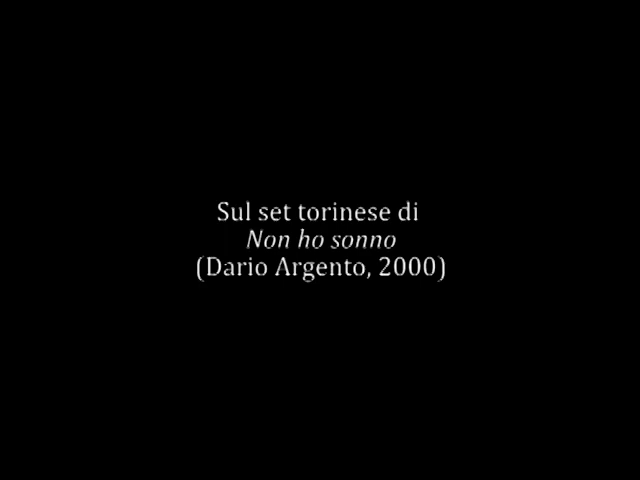 Sul set torinese di
Non ho sonno
(Dario Argento, 2000)